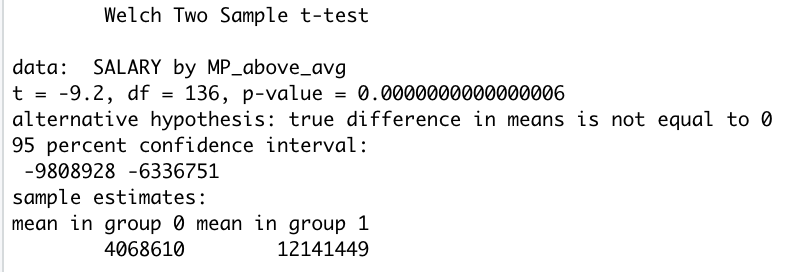 Welch Two Sample t-test
data:  SALARY by MP_above_avg
t = -9.2, df = 136, p-value = 0.0000000000000006
alternative hypothesis: true difference in means is not equal to 0
95 percent confidence interval:
 -9808928 -6336751
sample estimates:
mean in group 0 mean in group 1
        4068610        12141449